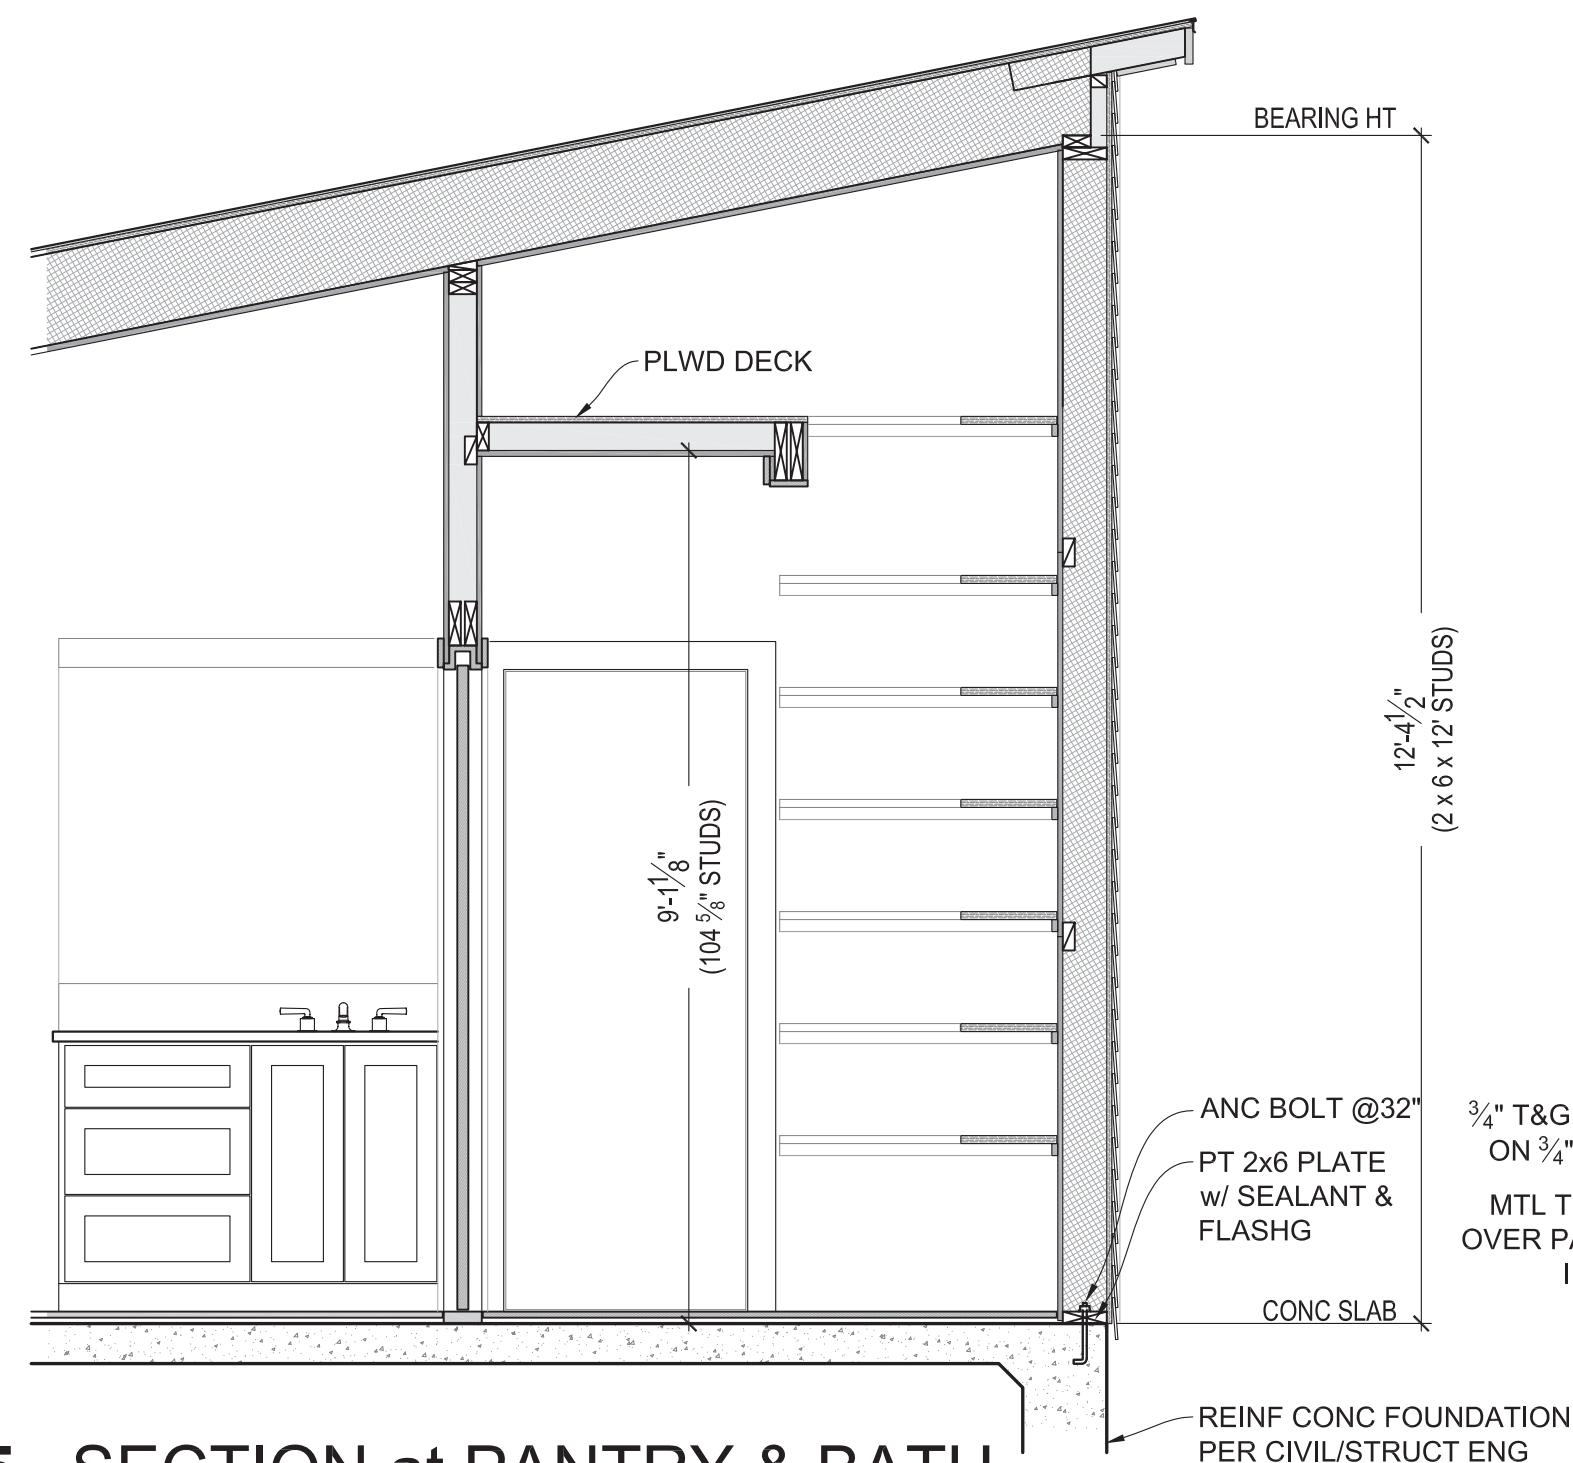 BEARING HT
PLWD DECK
12'-4½"
(2 x 6 x 12' STUDS)
9'-1⅛"
(104 ⅝" STUDS)
ANC BOLT @32"
PT 2x6 PLATE
w/ SEALANT &
FLASHG
¾" T&G
ON ¾"
MTL T
OVER PA
I
CONC SLAB
REINF CONC FOUNDATION
PER CIVIL/STRUCT ENG
SECTION at PANTRY & BATH